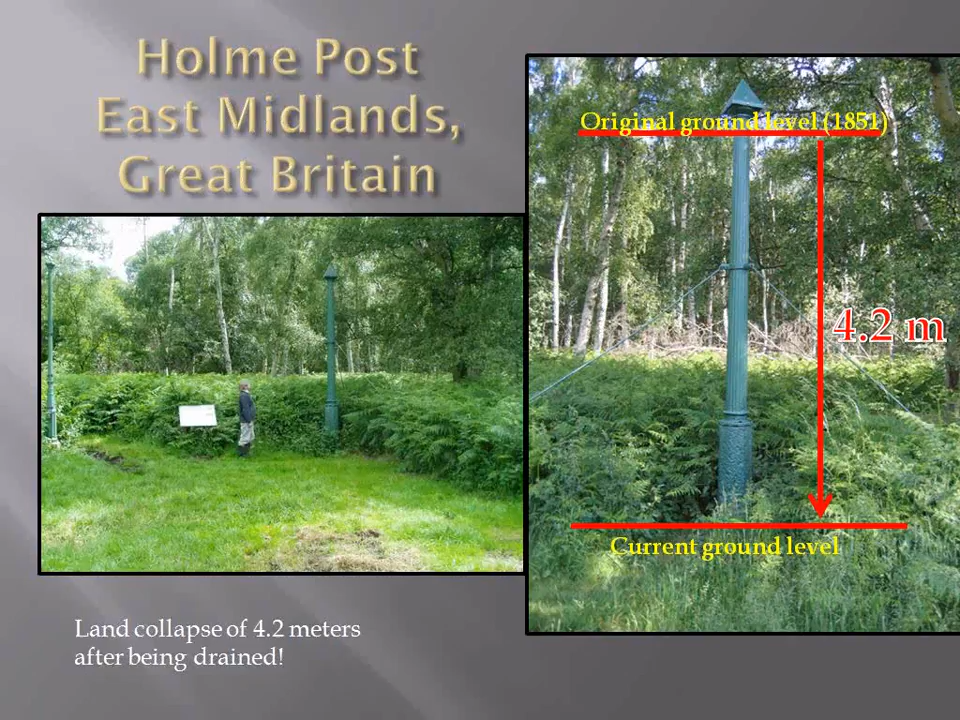 Holme Post
East Midlands,
Great Britain
Original ground level (1851)
4.2 m
Current ground level
Land collapse of 4.2 meters
after being drained!